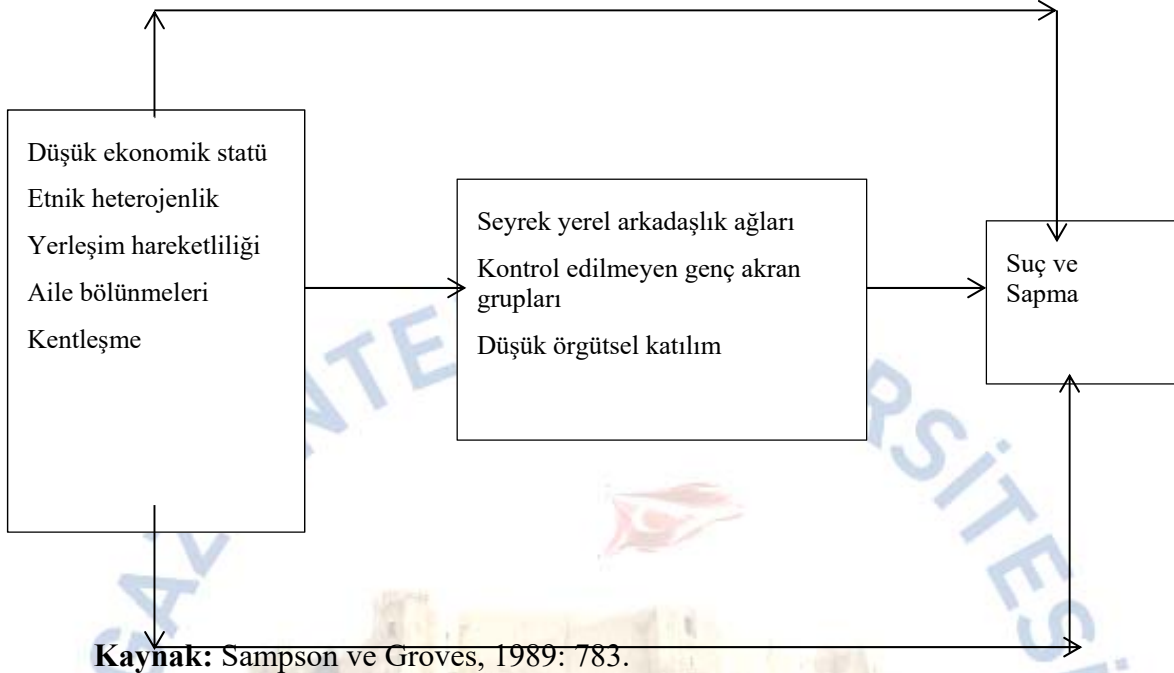 Düşük ekonomik statü
Etnik heterojenlik
Yerleşim hareketliliği
Aile bölünmeleri
Kentleşme
Seyrek yerel arkadaşlık ağları
Kontrol edilmeyen genç akran
grupları
Düşük örgütsel katılım
Suç ve
Sapma
Kaynak: Sampson ve Groves, 1989: 783.